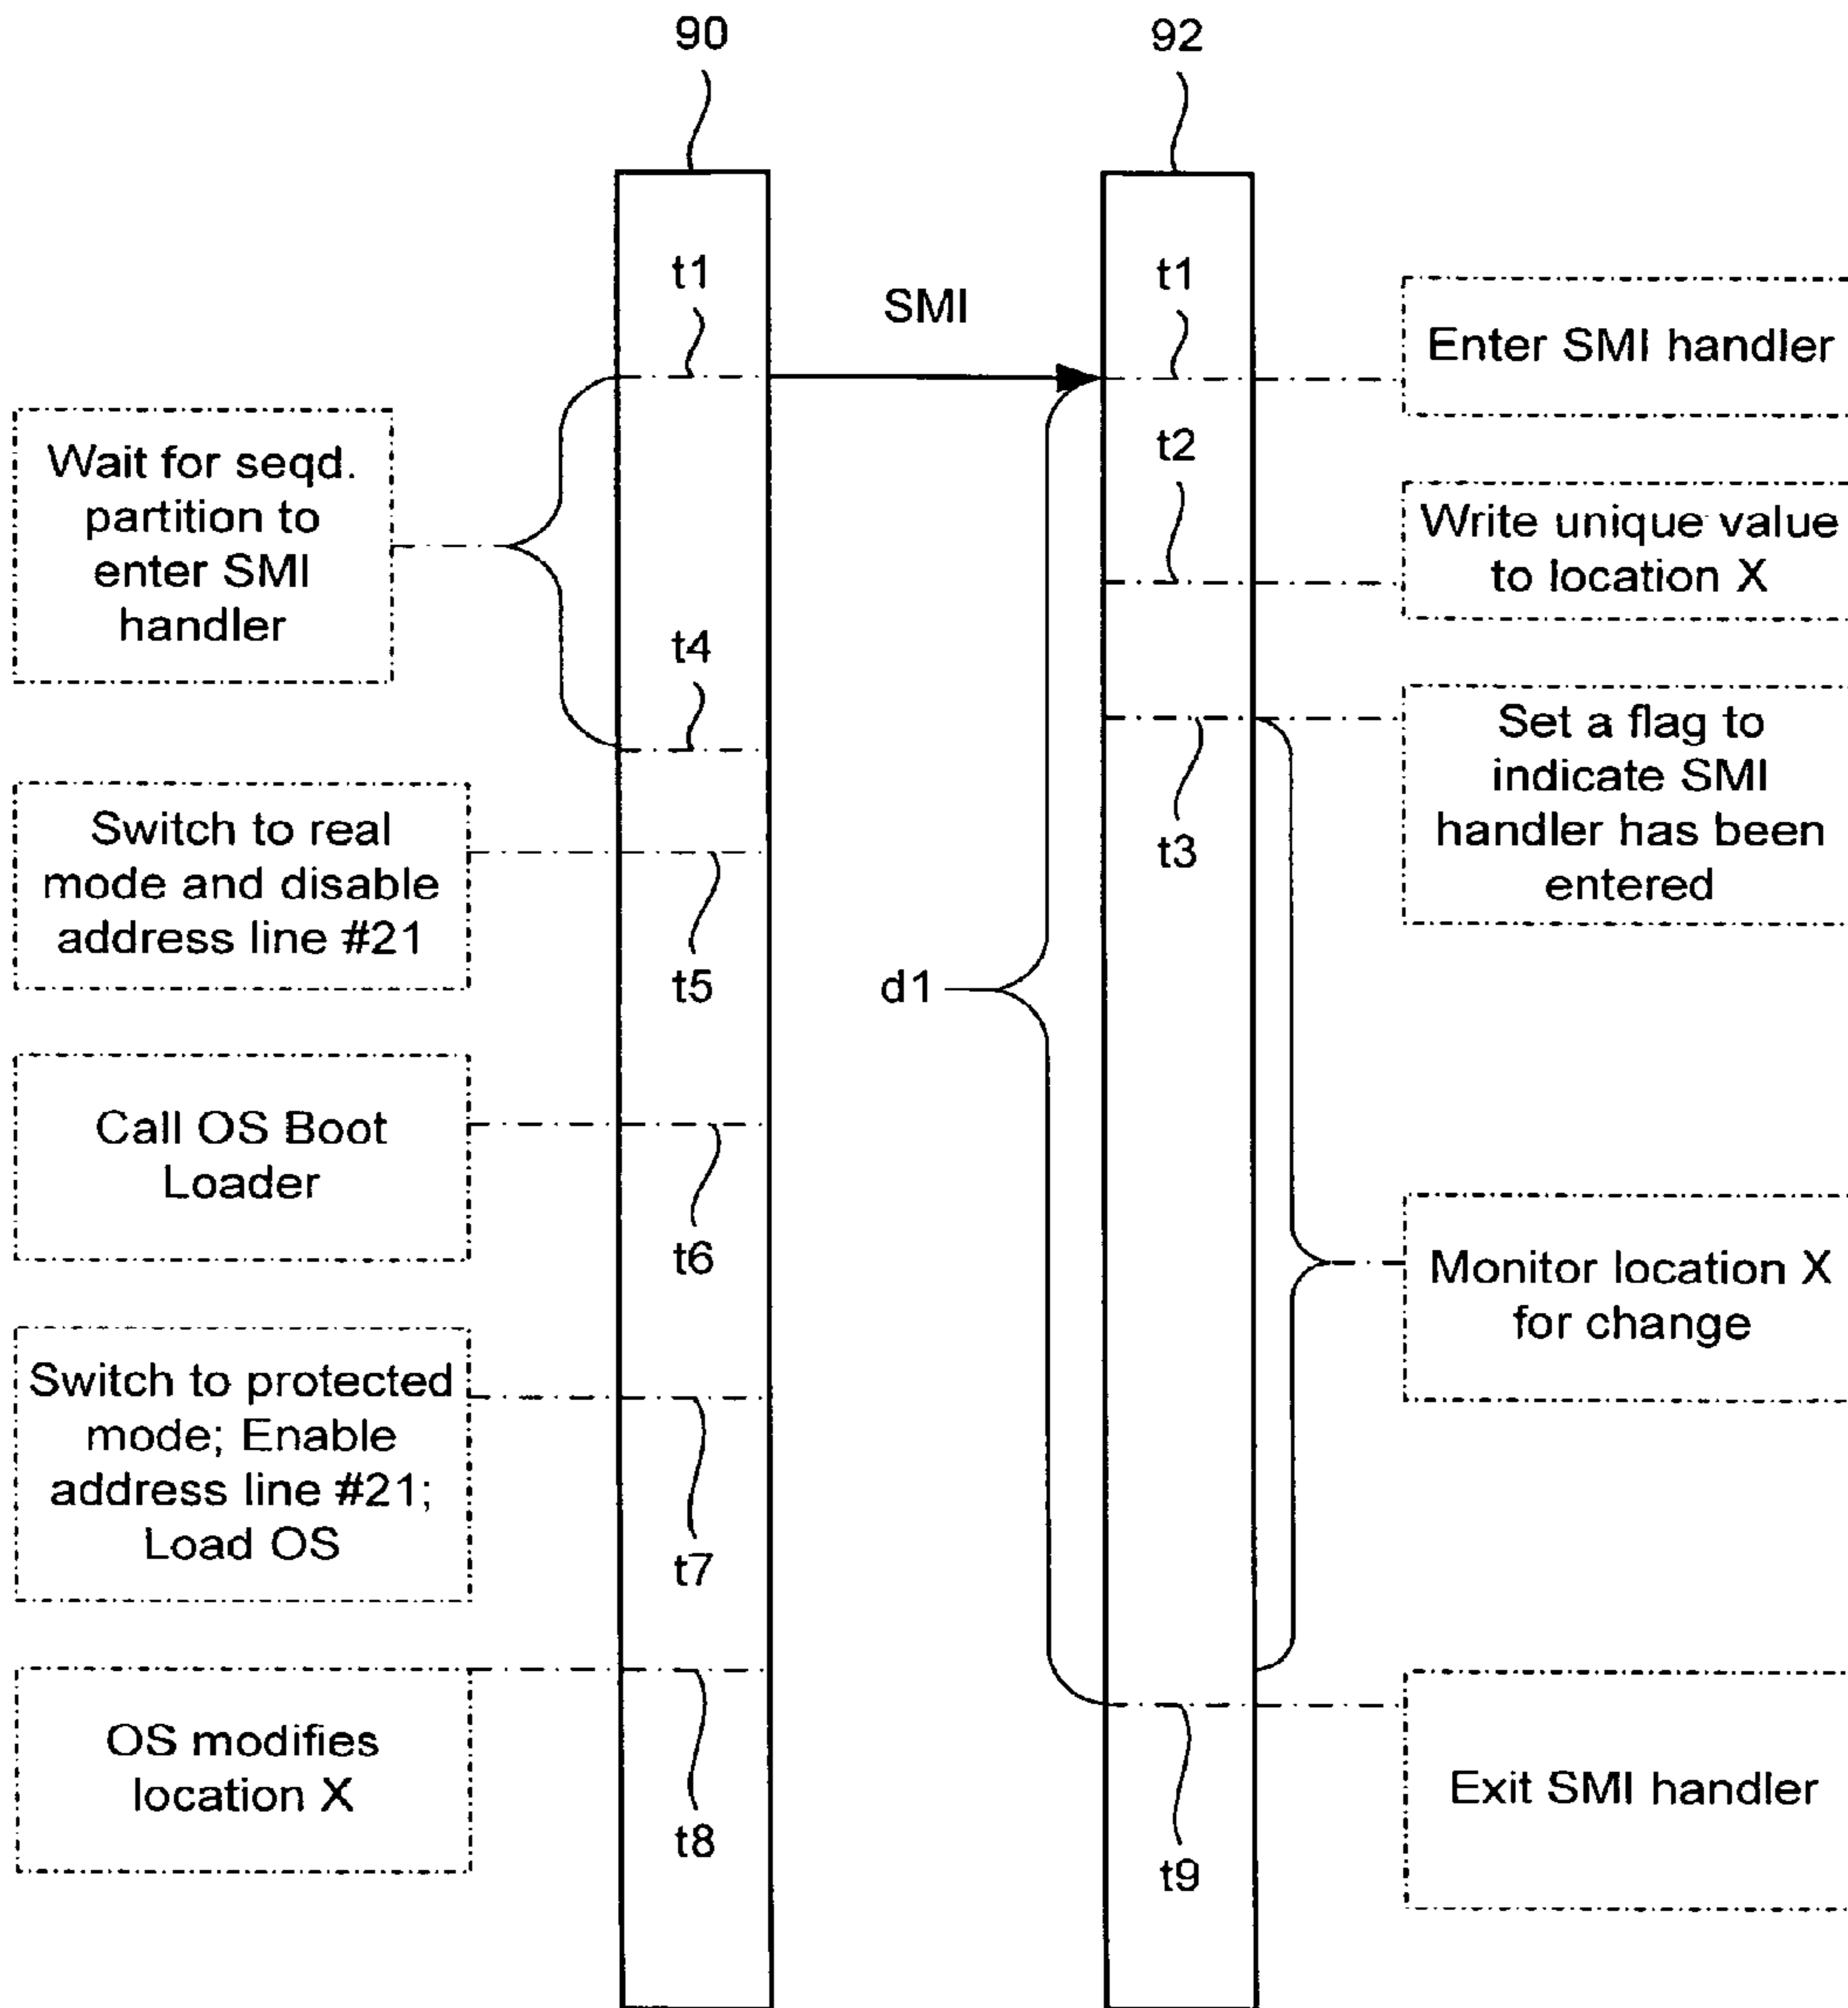 90
92
t1
SMI
t1
Enter SMI handler
t2
Wait for seqd.
partition to
enter SMI
handler
Write unique value
to location X
t4
Set a flag to
indicate SMI
handler has been
entered
t3
Switch to real
mode and disable
address line #21
t5
d1
Call OS Boot
Loader
t6
Monitor location X
for change
Switch to protected
mode; Enable
address line #21;
Load OS
t7
OS modifies
location X
t8
Exit SMI handler
t9